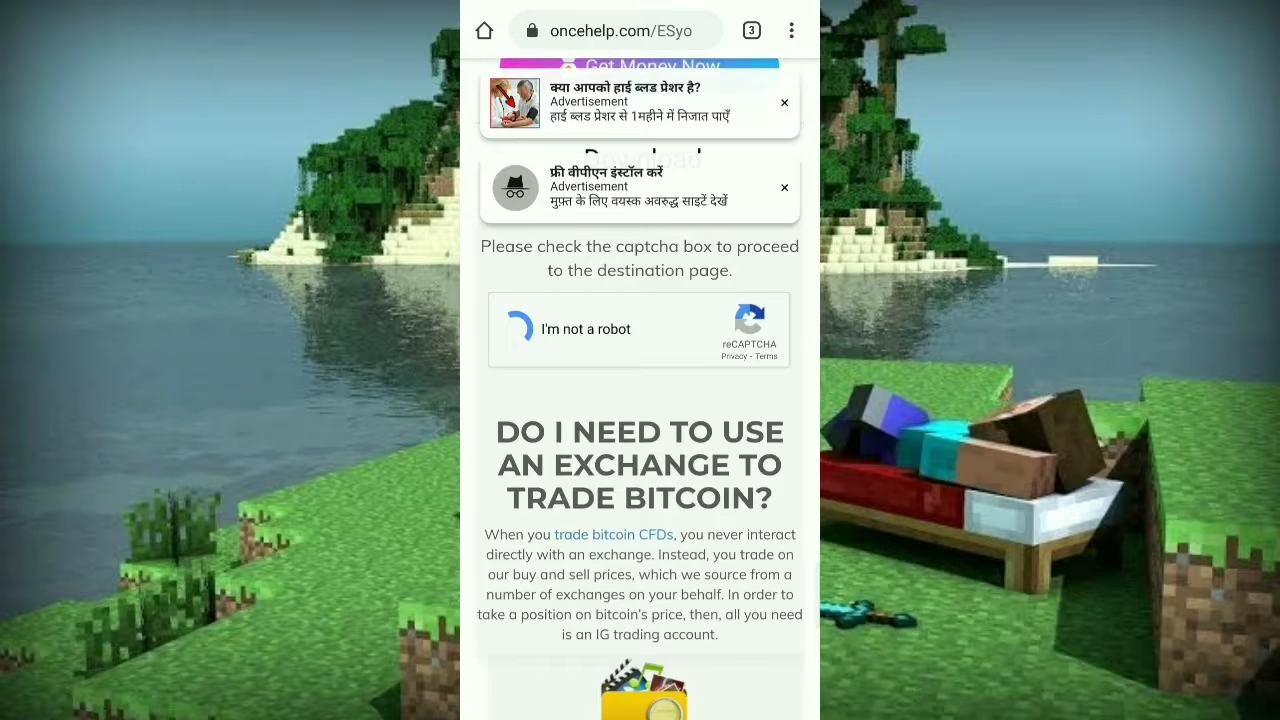 oncehelp.com/ESyo
3
Get Money Now
क्या आपको हाई ब्लड प्रेशर है?
Advertisement
हाई ब्लड प्रेशर से 1महीने में निजात पाएँ
Download
फ्री वीपीएन इंस्टॉल करें
Advertisement
मुफ़्त के लिए वयस्क अवरुद्ध साइटें देखें
Please check the captcha box to proceed
to the destination page.
I'm not a robot
reCAPTCHA
Privacy - Terms
DO I NEED TO USE
AN EXCHANGE TO
TRADE BITCOIN?
When you trade bitcoin CFDs, you never interact
directly with an exchange. Instead, you trade on
our buy and sell prices, which we source from a
number of exchanges on your behalf. In order to
take a position on bitcoin's price, then, all you need
is an IG trading account.